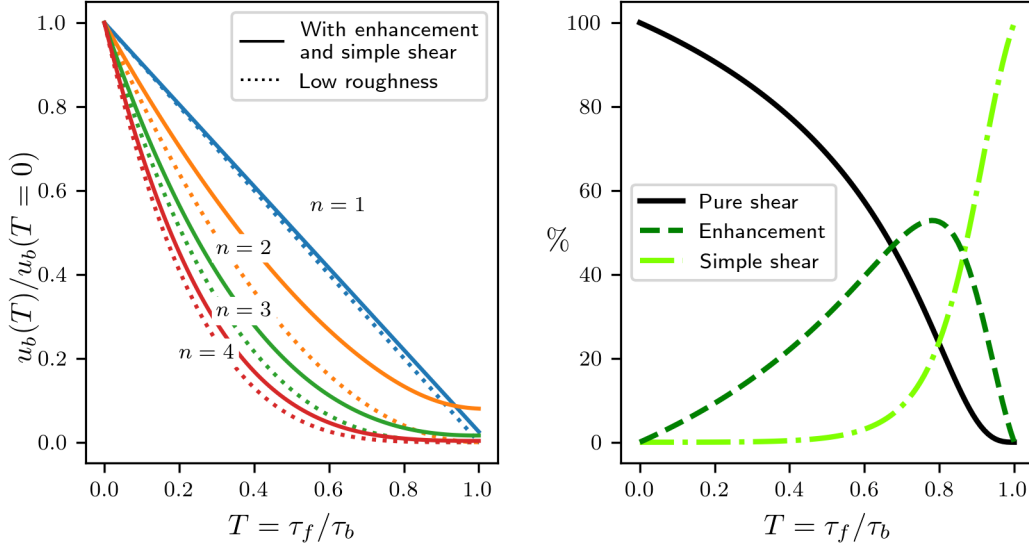 With enhancement
and simple shear
Low roughness
n = 1
n = 2
n = 3
n = 4
1.0
0.8
0.6
0.4
0.2
0.0
u_b(T)/u_b(T = 0)
0.0 0.2 0.4 0.6 0.8 1.0
T = τ_f/τ_b
100
80
60
40
20
0
%
Pure shear
Enhancement
Simple shear
0.0 0.2 0.4 0.6 0.8 1.0
T = τ_f/τ_b